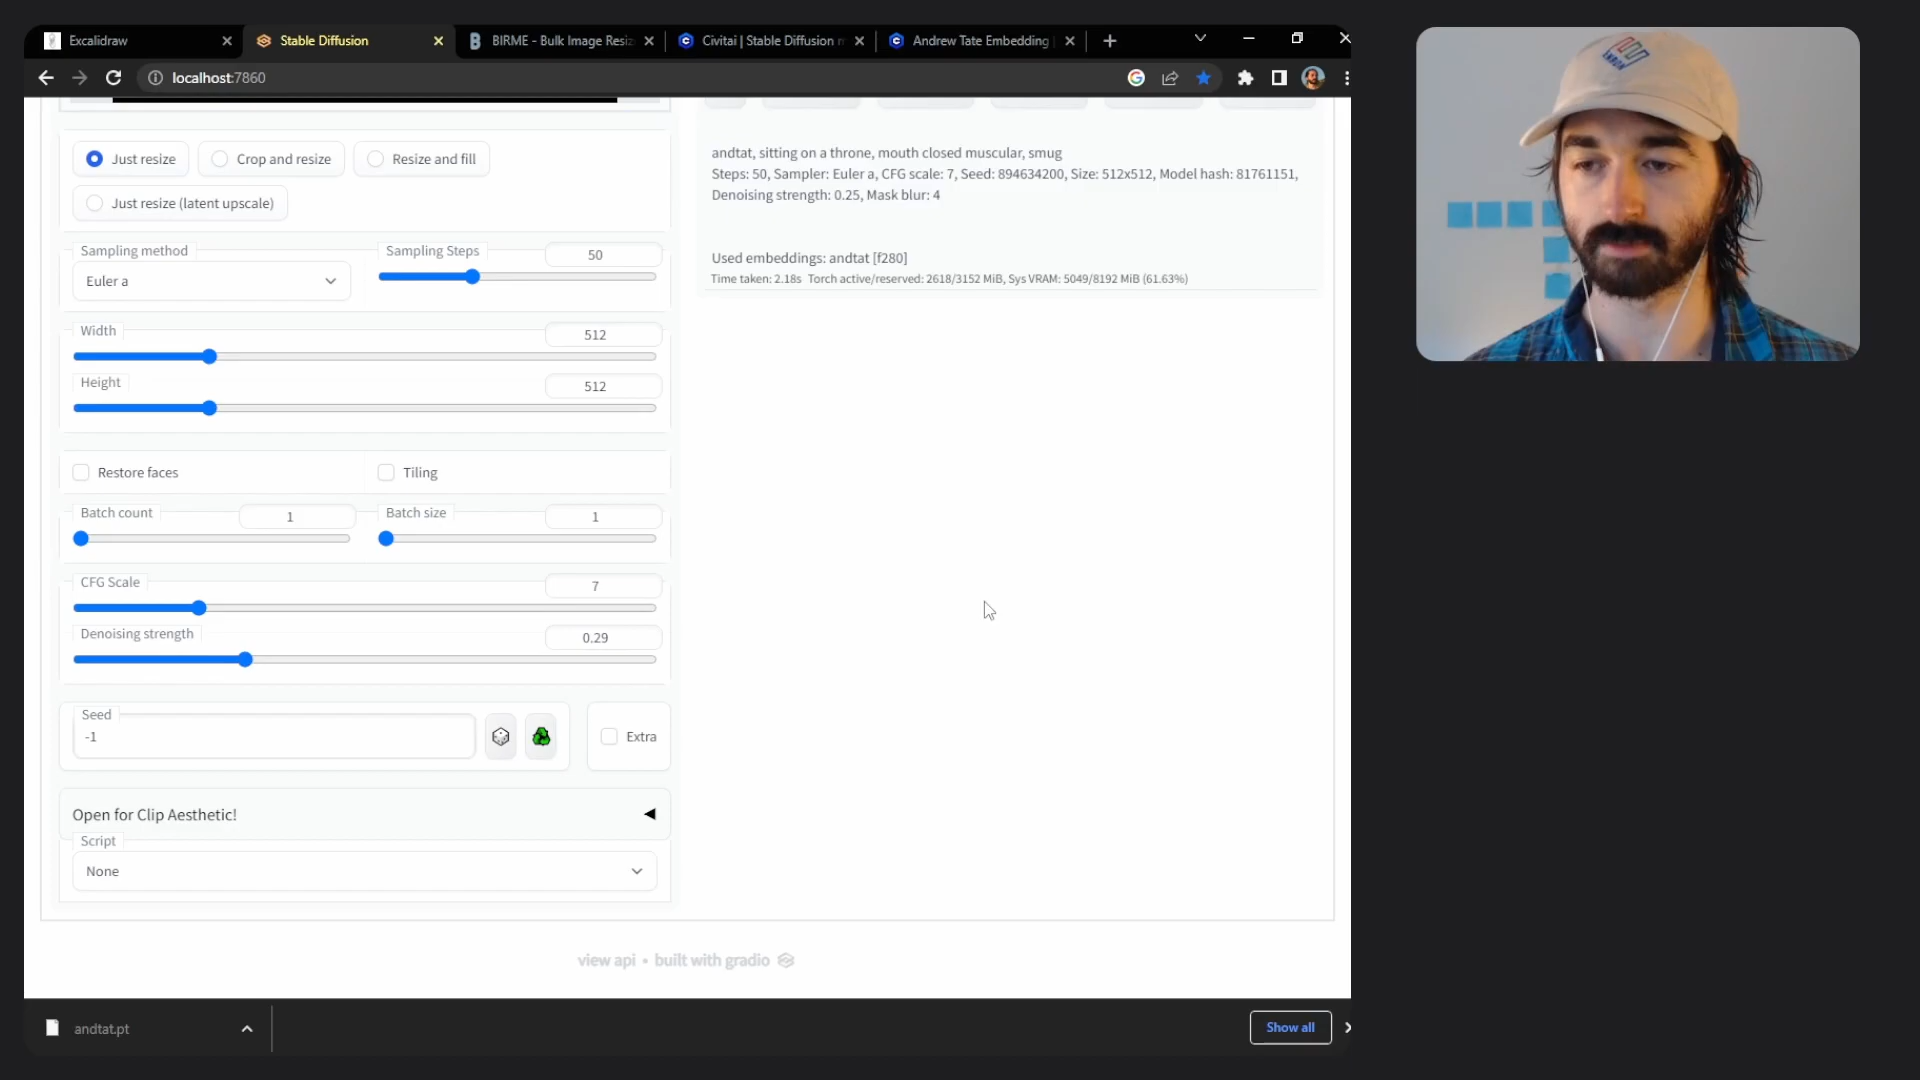 Excalidraw
Stable Diffusion
BIRME - Bulk Image Resiz
Civitai | Stable Diffusion
Andrew Tate Embedding
localhost:7860
Just resize
Crop and resize
Resize and fill
Just resize (latent upscale)
Sampling method
Euler a
Sampling Steps
50
Width
512
Height
512
Restore faces
Tiling
Batch count
1
Batch size
1
CFG Scale
7
Denoising strength
0.29
Seed
-1
Extra
Open for Clip Aesthetic!
Script
None
andtat, sitting on a throne, mouth closed muscular, smug
Steps: 50, Sampler: Euler a, CFG scale: 7, Seed: 894634200, Size: 512x512, Model hash: 81761151,
Denoising strength: 0.25, Mask blur: 4
Used embeddings: andtat [f280]
Time taken: 2.18s Torch active/reserved: 2618/3152 MiB, Sys VRAM: 5049/8192 MiB (61.63%)
view api • built with gradio
andtat.pt
Show all